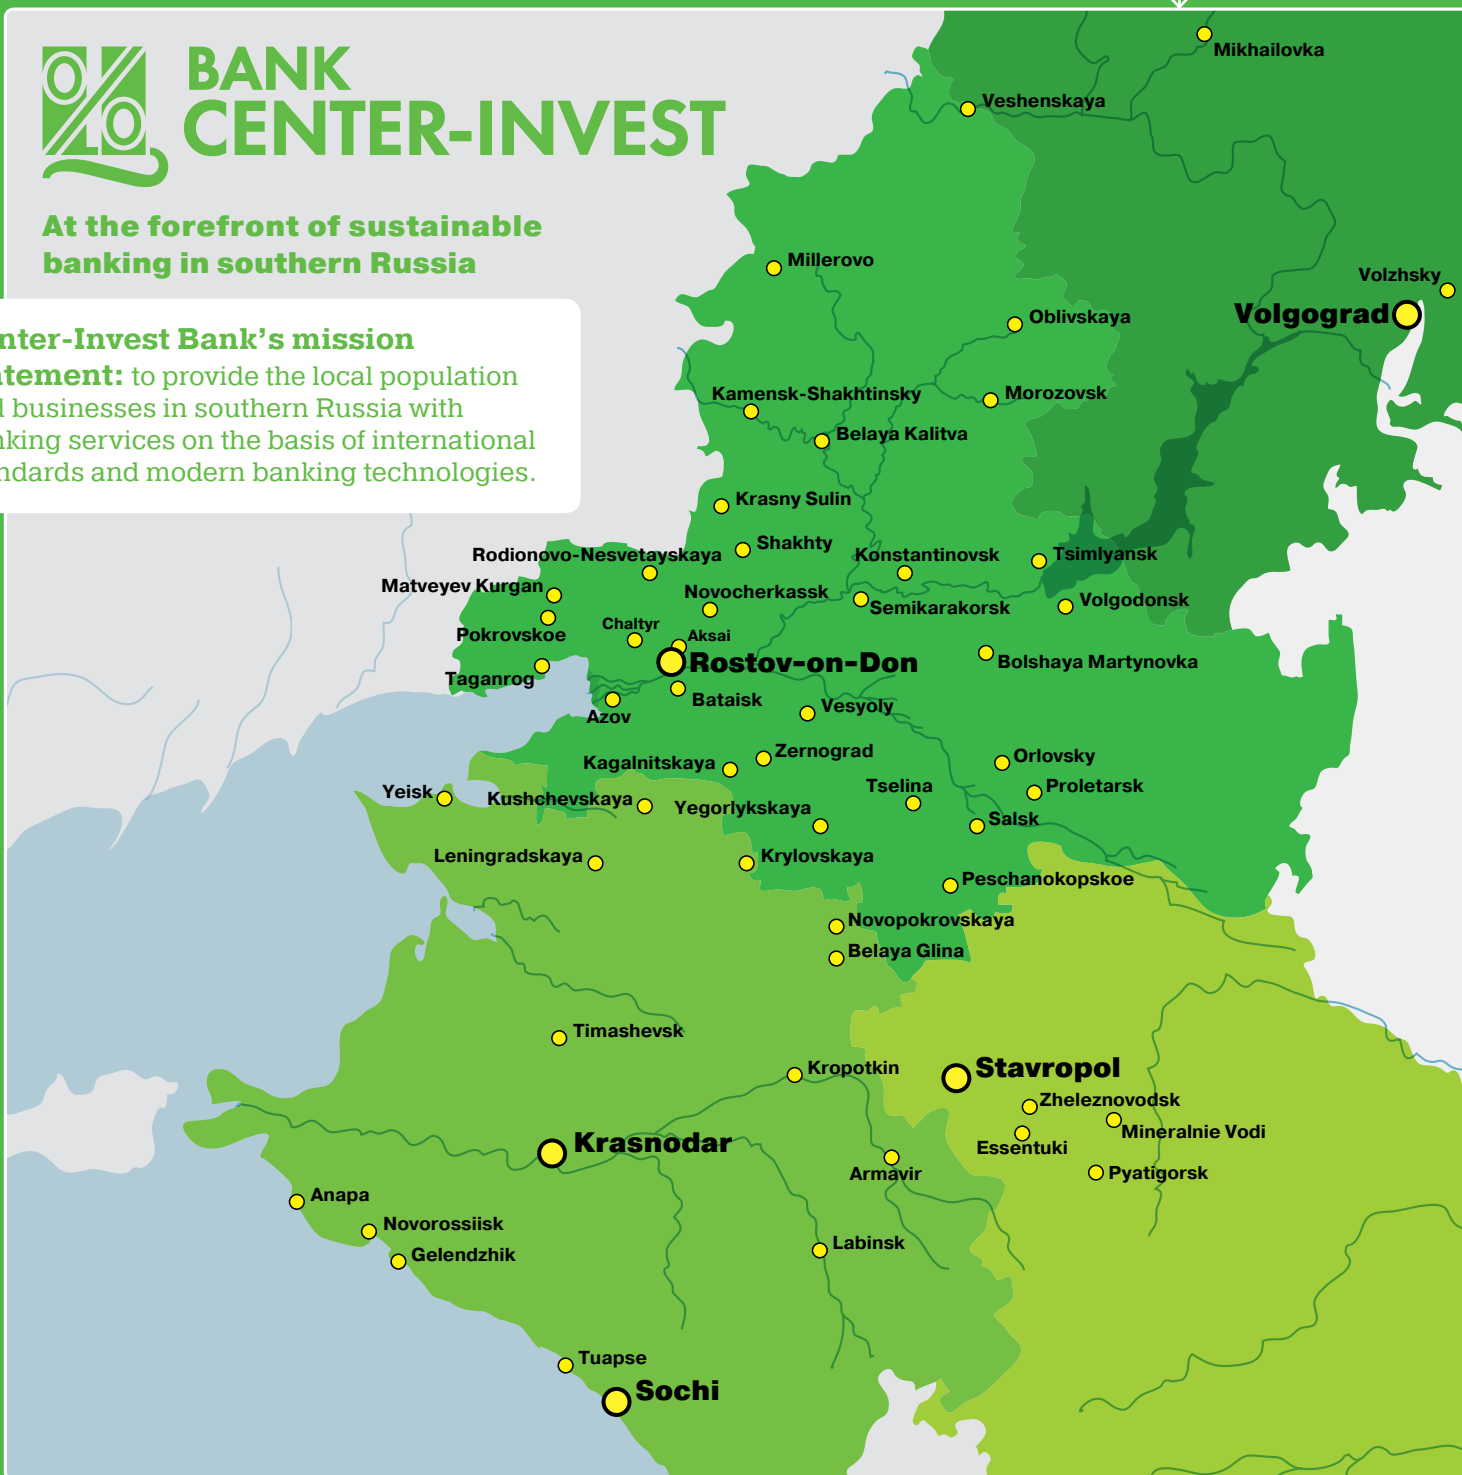 BANK
CENTER-INVEST
At the forefront of sustainable
banking in southern Russia
nter-Invest Bank's mission
tement: to provide the local population
d businesses in southern Russia with
nking services on the basis of international
ndards and modern banking technologies.
Mikhailovka
Veshenskaya
Millerovo
Volzhsky
Volgograd
Oblivskaya
Kamensk-Shakhtinsky
Morozovsk
Belaya Kalitva
Krasny Sulin
Shakhty
Rodionovo-Nesvetayskaya
Konstantinovsk
Tsimlyansk
Matveyev Kurgan
Novocherkassk
Semikarakorsk
Volgodonsk
Pokrovskoe
Chaltyr
Aksai
Rostov-on-Don
Bolshaya Martynovka
Taganrog
Bataisk
Azov
Vesyoly
Zernograd
Kagalnitskaya
Orlovsky
Yeisk
Kushchevskaya
Yegorlykskaya
Tselina
Proletarsk
Salsk
Leningradskaya
Krylovskaya
Peschanokopskoe
Novopokrovskaya
Belaya Glina
Timashevsk
Kropotkin
Stavropol
Zheleznovodsk
Mineralnie Vodi
Essentuki
Krasnodar
Armavir
Pyatigorsk
Anapa
Novorossiisk
Labinsk
Gelendzhik
Tuapse
Sochi